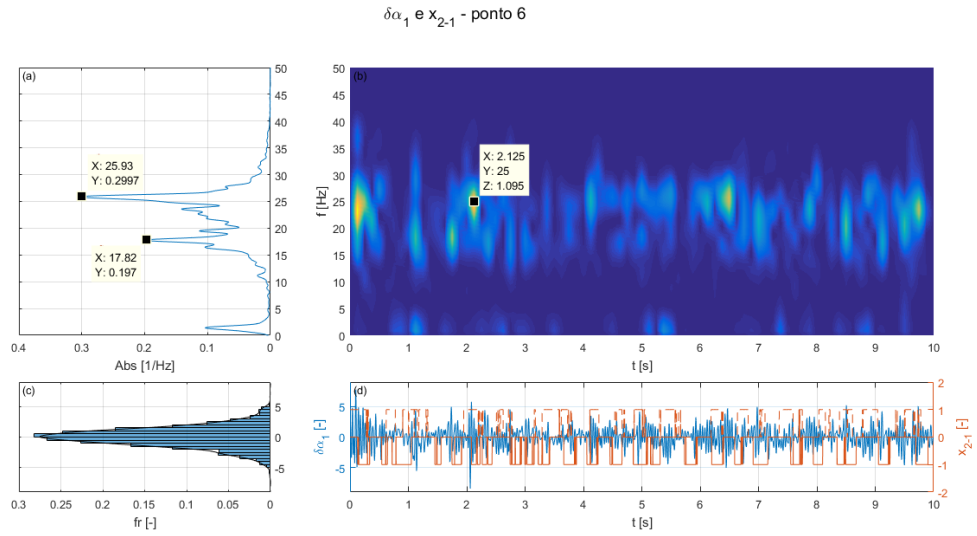 δα1 e x2-1 - ponto 6
(a)
50
45
40
35
30
25
20
15
10
5
0
X: 25.93
Y: 0.2997
X: 17.82
Y: 0.197
0.4 0.3 0.2 0.1 0
Abs [1/Hz]
(b)
f [Hz]
50
45
40
35
30
25
20
15
10
5
0
X: 2.125
Y: 25
Z: 1.095
0 1 2 3 4 5 6 7 8 9 10
t [s]
(c)
5
0
-5
0.3 0.25 0.2 0.15 0.1 0.05 0
fr [-]
(d)
δα1 [-]
5
0
-5
2
1
0
-1
-2
x2-1 [-]
0 1 2 3 4 5 6 7 8 9 10
t [s]